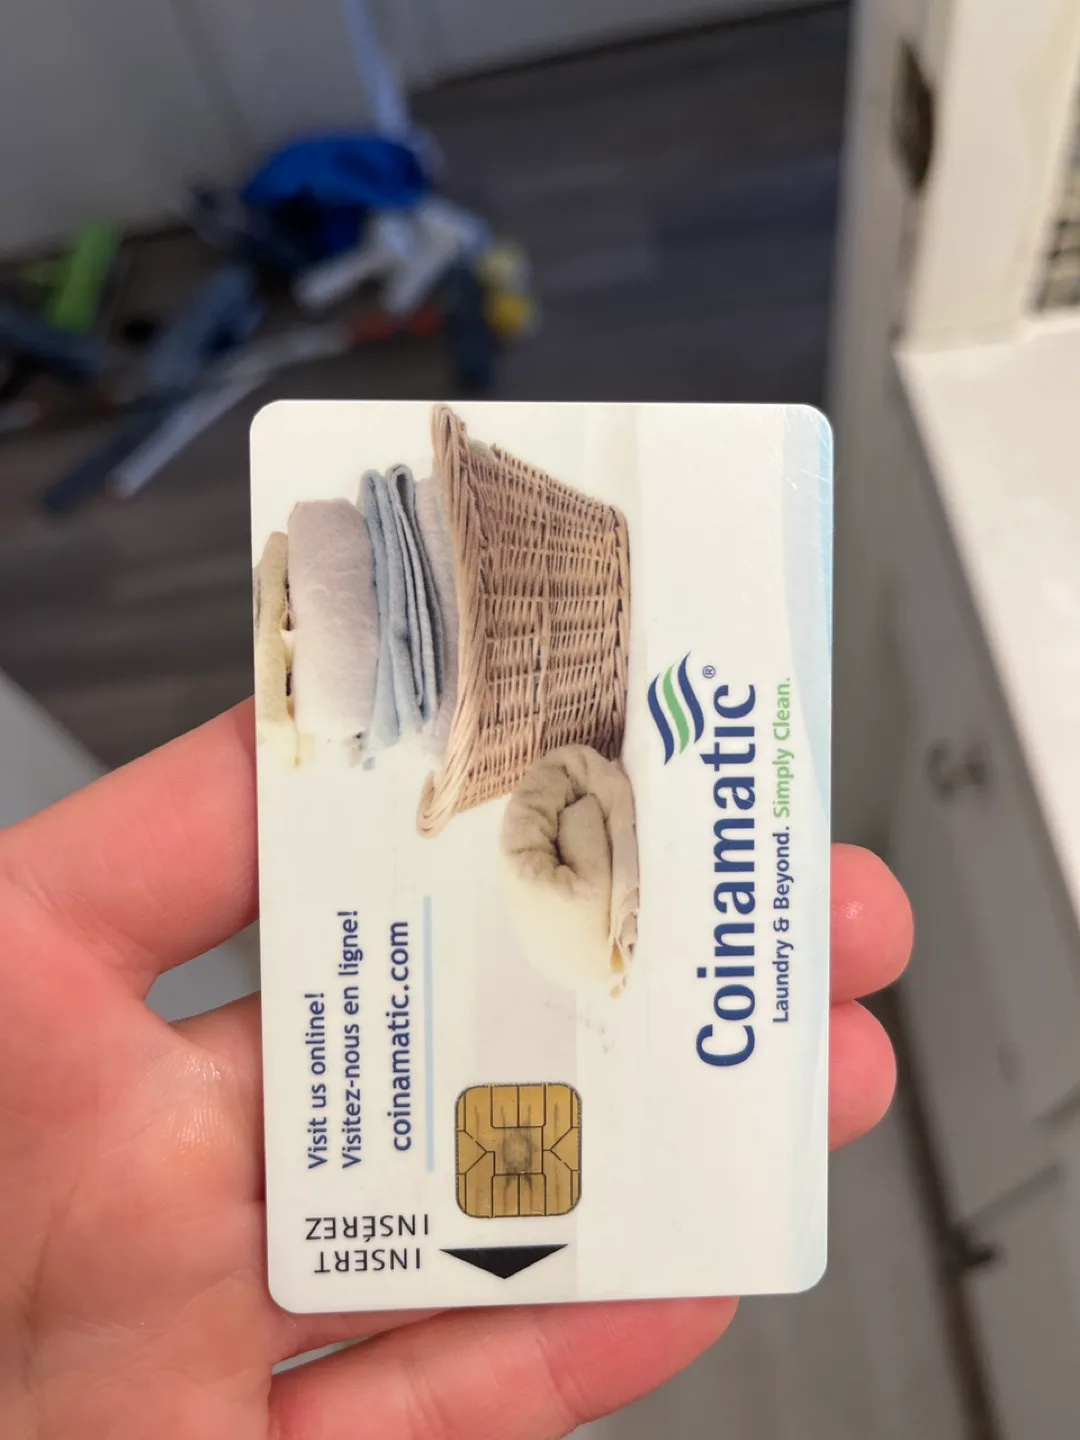 Visit us online!
Visitez-nous en ligne!
coinamatic.com
INSERT
INSÉREZ
Coinamatic®
Laundry & Beyond. Simply Clean.